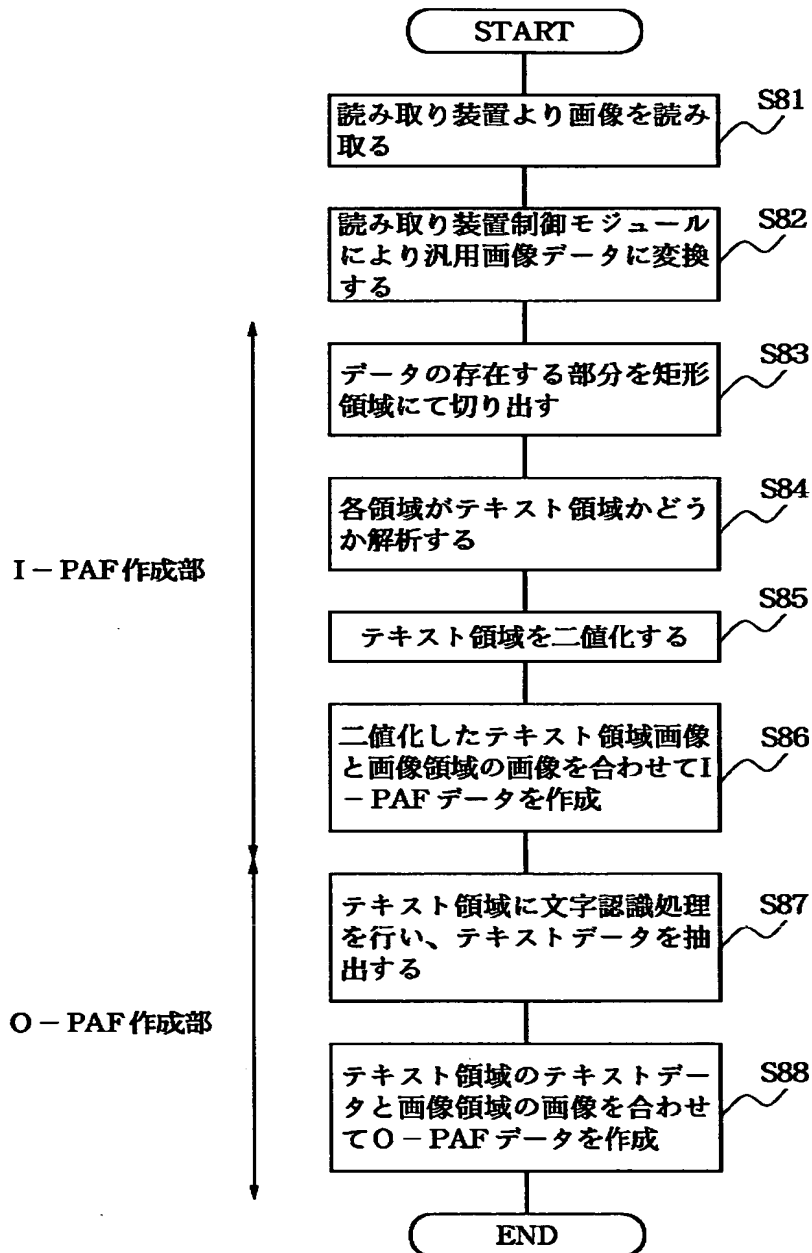 START
S81
読み取り装置より画像を読み
取る
S82
読み取り装置制御モジュール
により汎用画像データに変換
する
S83
データの存在する部分を矩形
領域にて切り出す
S84
各領域がテキスト領域かどう
か解析する
I－PAF作成部
S85
テキスト領域を二値化する
S86
二値化したテキスト領域画像
と画像領域の画像を合わせてI
－PAFデータを作成
S87
テキスト領域に文字認識処理
を行い、テキストデータを抽
出する
O－PAF作成部
S88
テキスト領域のテキストデー
タと画像領域の画像を合わせ
てO－PAFデータを作成
END